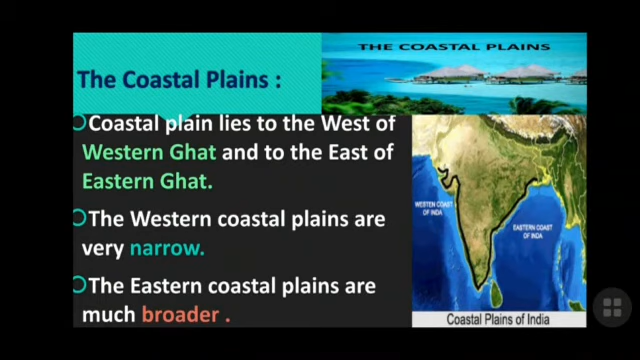 THE COASTAL PLAINS
The Coastal Plains :
Coastal plain lies to the West of
Western Ghat and to the East of
Eastern Ghat.
The Western coastal plains are
very narrow.
The Eastern coastal plains are
much broader .
WESTEN COAST
OF INDIA
EASTERN COAST
OF INDIA
Coastal Plains of India